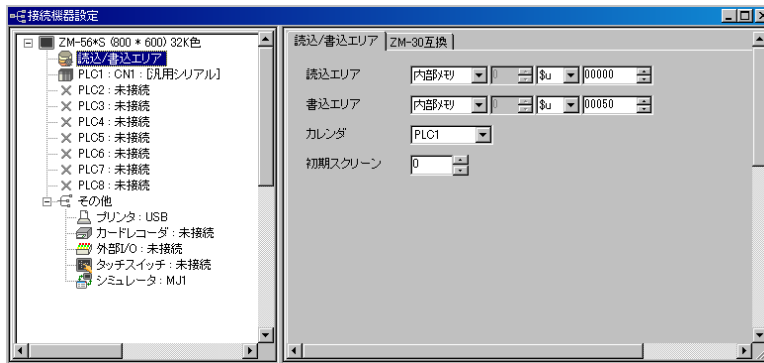 接続機器設定
ZM-56*S (800 * 600) 32K色
読込/書込エリア
PLC1 : CN1 : [汎用シリアル]
PLC2 : 未接続
PLC3 : 未接続
PLC4 : 未接続
PLC5 : 未接続
PLC6 : 未接続
PLC7 : 未接続
PLC8 : 未接続
その他
プリンタ : USB
カードレコーダ : 未接続
外部I/O : 未接続
タッチスイッチ : 未接続
シミュレータ : MJ1
読込/書込エリア ZM-30互換
読込エリア 内部メモリ 0 $u 00000
書込エリア 内部メモリ 0 $u 00050
カレンダ PLC1
初期スクリーン 0